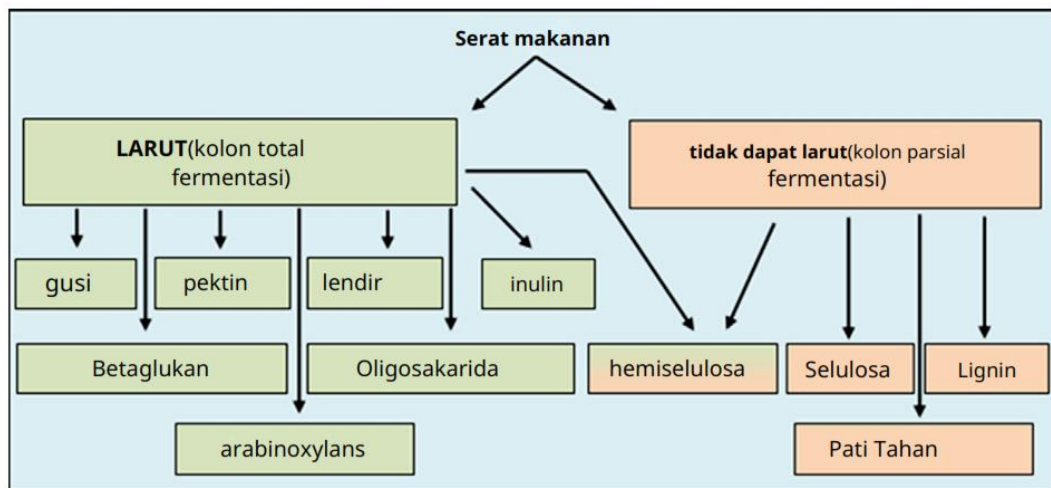 Serat makanan
LARUT(kolon total
fermentasi)
tidak dapat larut(kolon parsial
fermentasi)
gusi
pektin
lendir
inulin
Betaglukan
Oligosakarida
hemiselulosa
Selulosa
Lignin
arabinoxylans
Pati Tahan